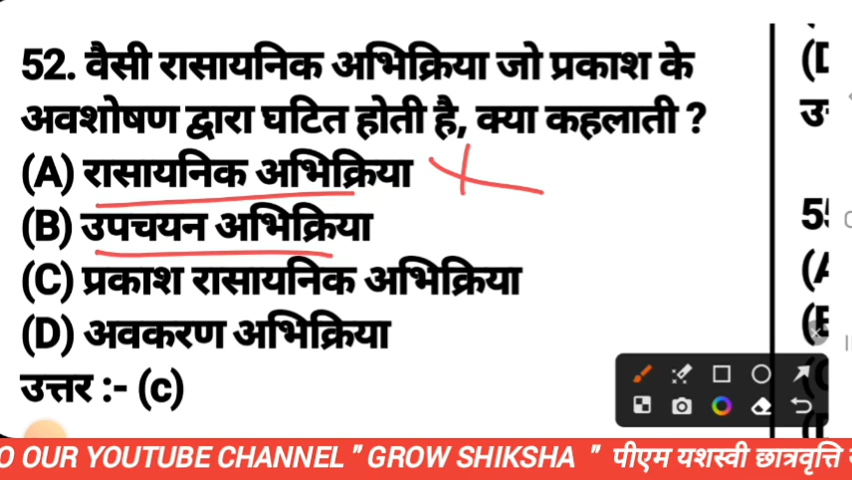 52. वैसी रासायनिक अभिक्रिया जो प्रकाश के
अवशोषण द्वारा घटित होती है, क्या कहलाती ?
(A) रासायनिक अभिक्रिया
(B) उपचयन अभिक्रिया
(C) प्रकाश रासायनिक अभिक्रिया
(D) अवकरण अभिक्रिया
उत्तर :- (c)
O OUR YOUTUBE CHANNEL " GROW SHIKSHA " पीएम यशस्वी छात्रवृत्ति